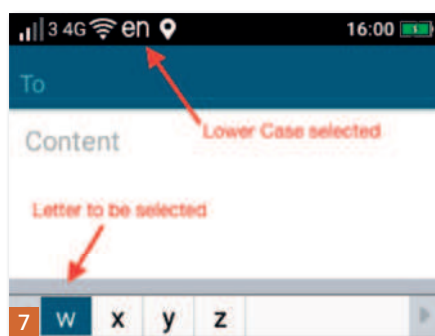 3 4G en 16:00
To
Lower Case selected
Content
Letter to be selected
7 w x y z